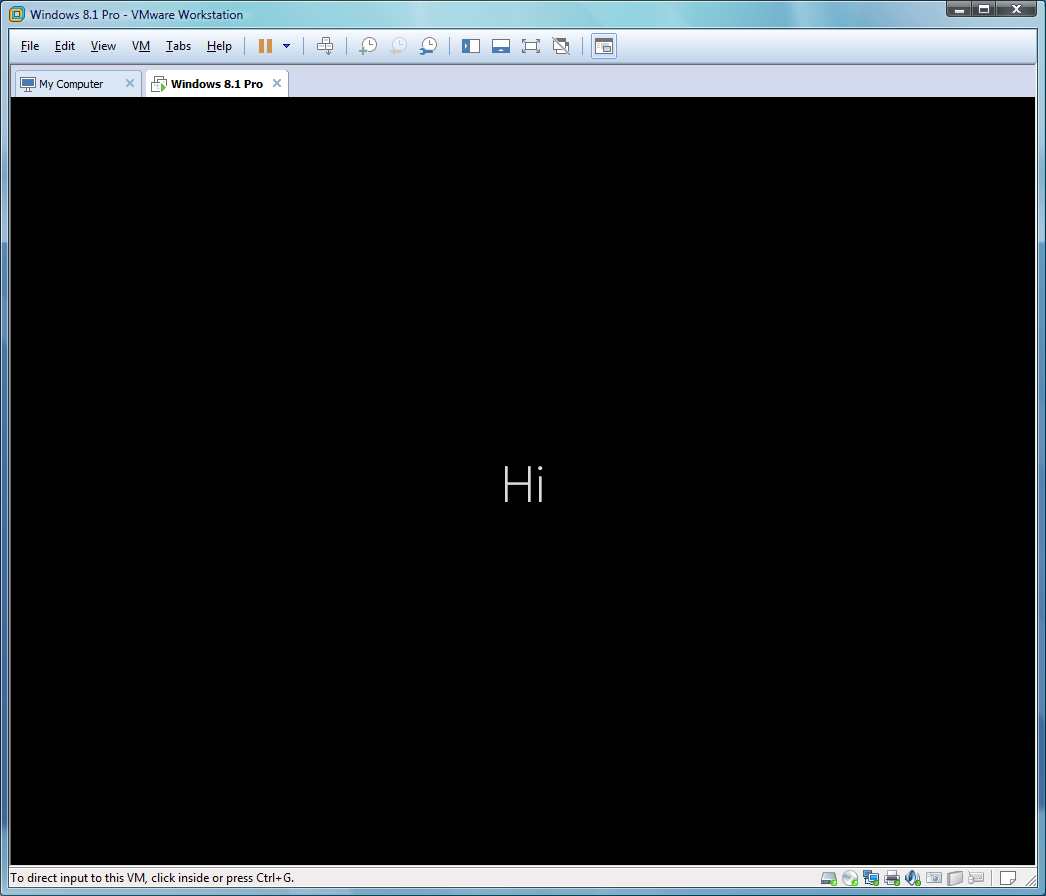 Windows 8.1 Pro - VMware Workstation
File Edit View VM Tabs Help
My Computer Windows 8.1 Pro
Hi
To direct input to this VM, click inside or press Ctrl+G.